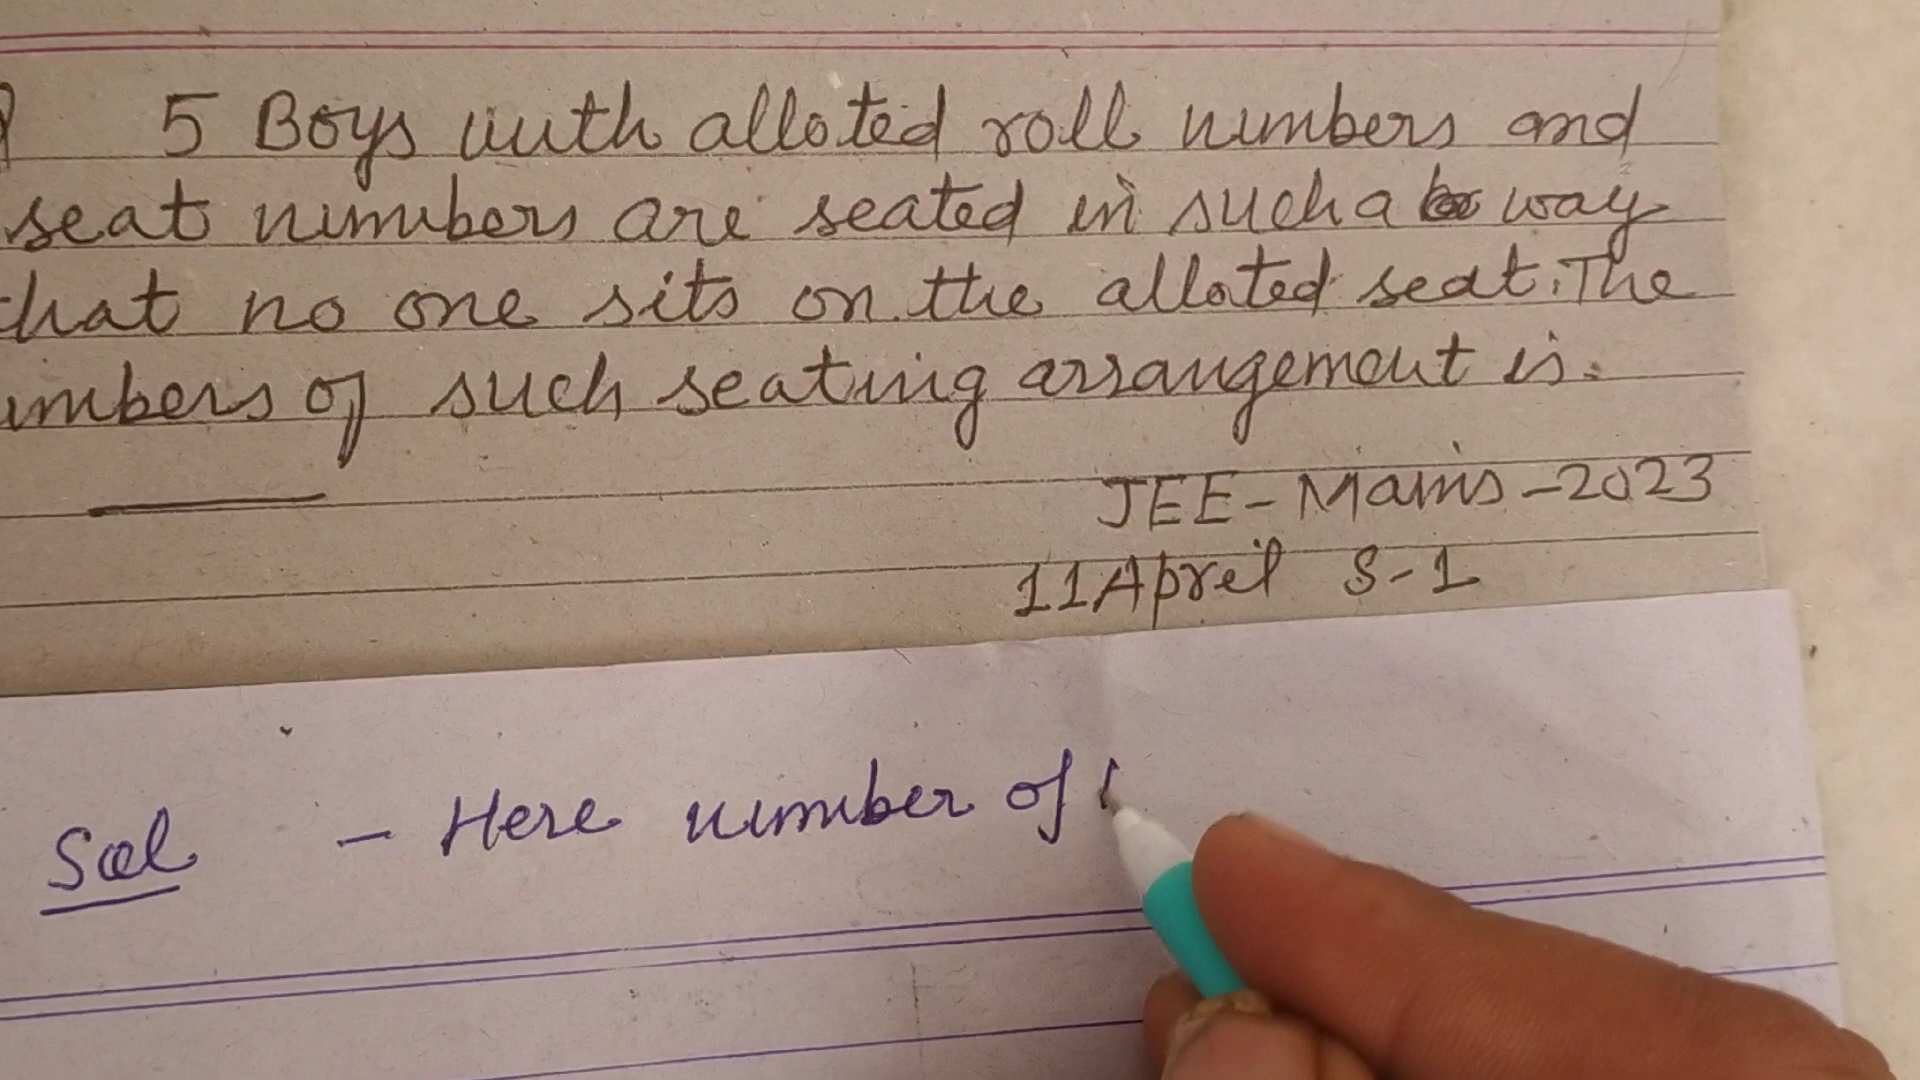 5 Boys with alloted roll numbers and
seat numbers are seated in such a way
that no one sits on the alloted seat. The
umbers of such seating arrangement is.
JEE-Mains-2023
11 April S-1
Sol - Here number of